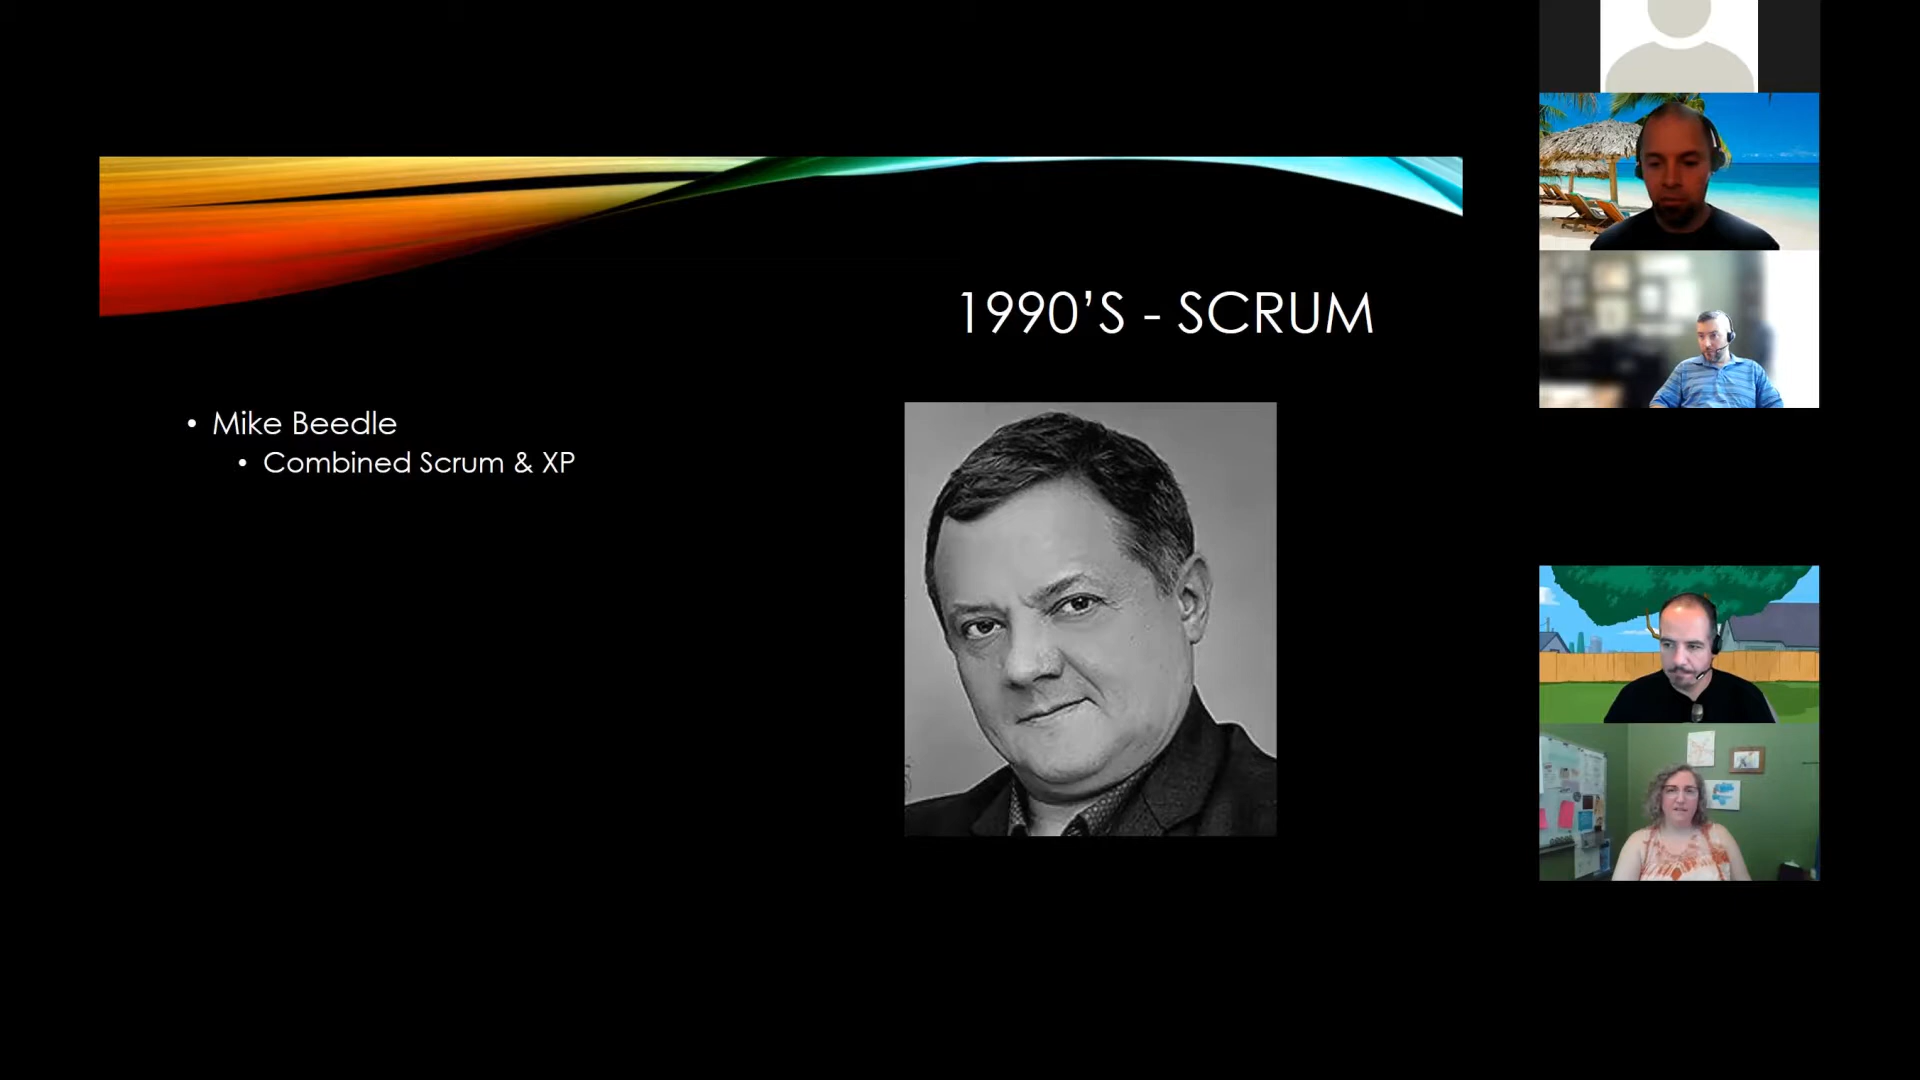 1990’S - SCRUM
• Mike Beedle
• Combined Scrum & XP